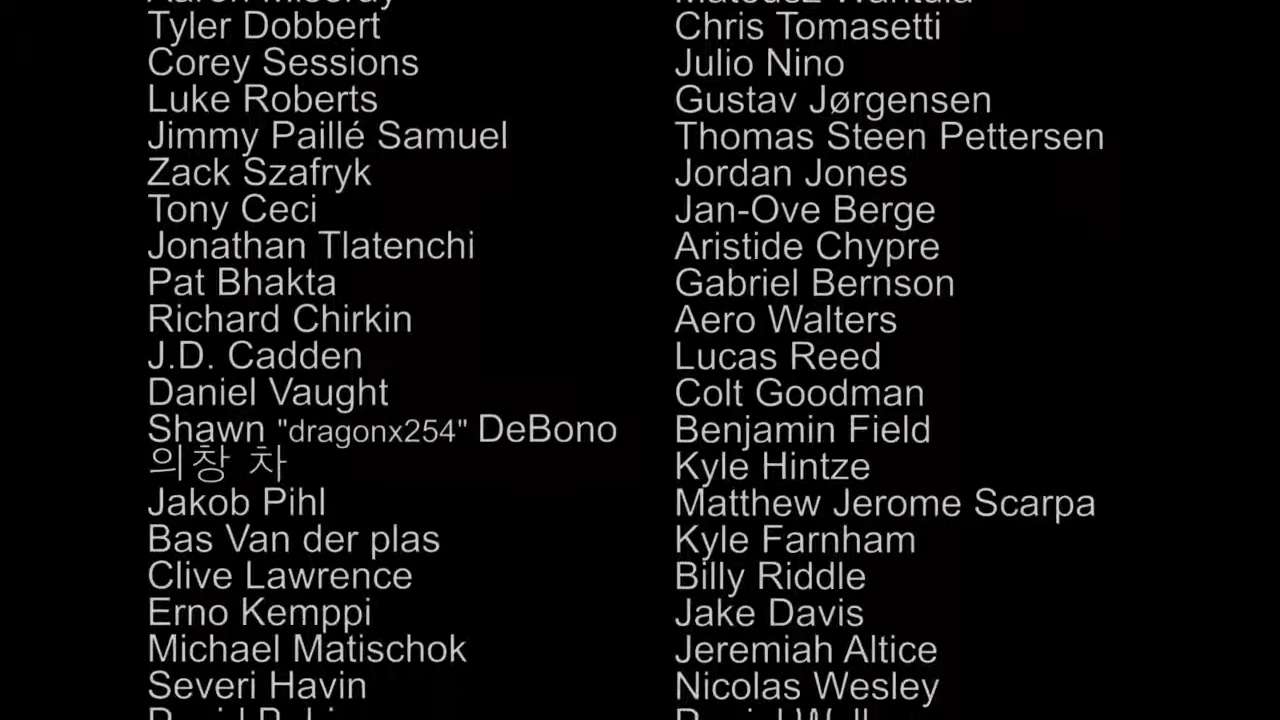 Tyler Dobbert
Corey Sessions
Luke Roberts
Jimmy Paillé Samuel
Zack Szafryk
Tony Ceci
Jonathan Tlatenchi
Pat Bhakta
Richard Chirkin
J.D. Cadden
Daniel Vaught
Shawn "dragonx254" DeBono
의창 차
Jakob Pihl
Bas Van der plas
Clive Lawrence
Erno Kemppi
Michael Matischok
Severi Havin
Chris Tomasetti
Julio Nino
Gustav Jørgensen
Thomas Steen Pettersen
Jordan Jones
Jan-Ove Berge
Aristide Chypre
Gabriel Bernson
Aero Walters
Lucas Reed
Colt Goodman
Benjamin Field
Kyle Hintze
Matthew Jerome Scarpa
Kyle Farnham
Billy Riddle
Jake Davis
Jeremiah Altice
Nicolas Wesley